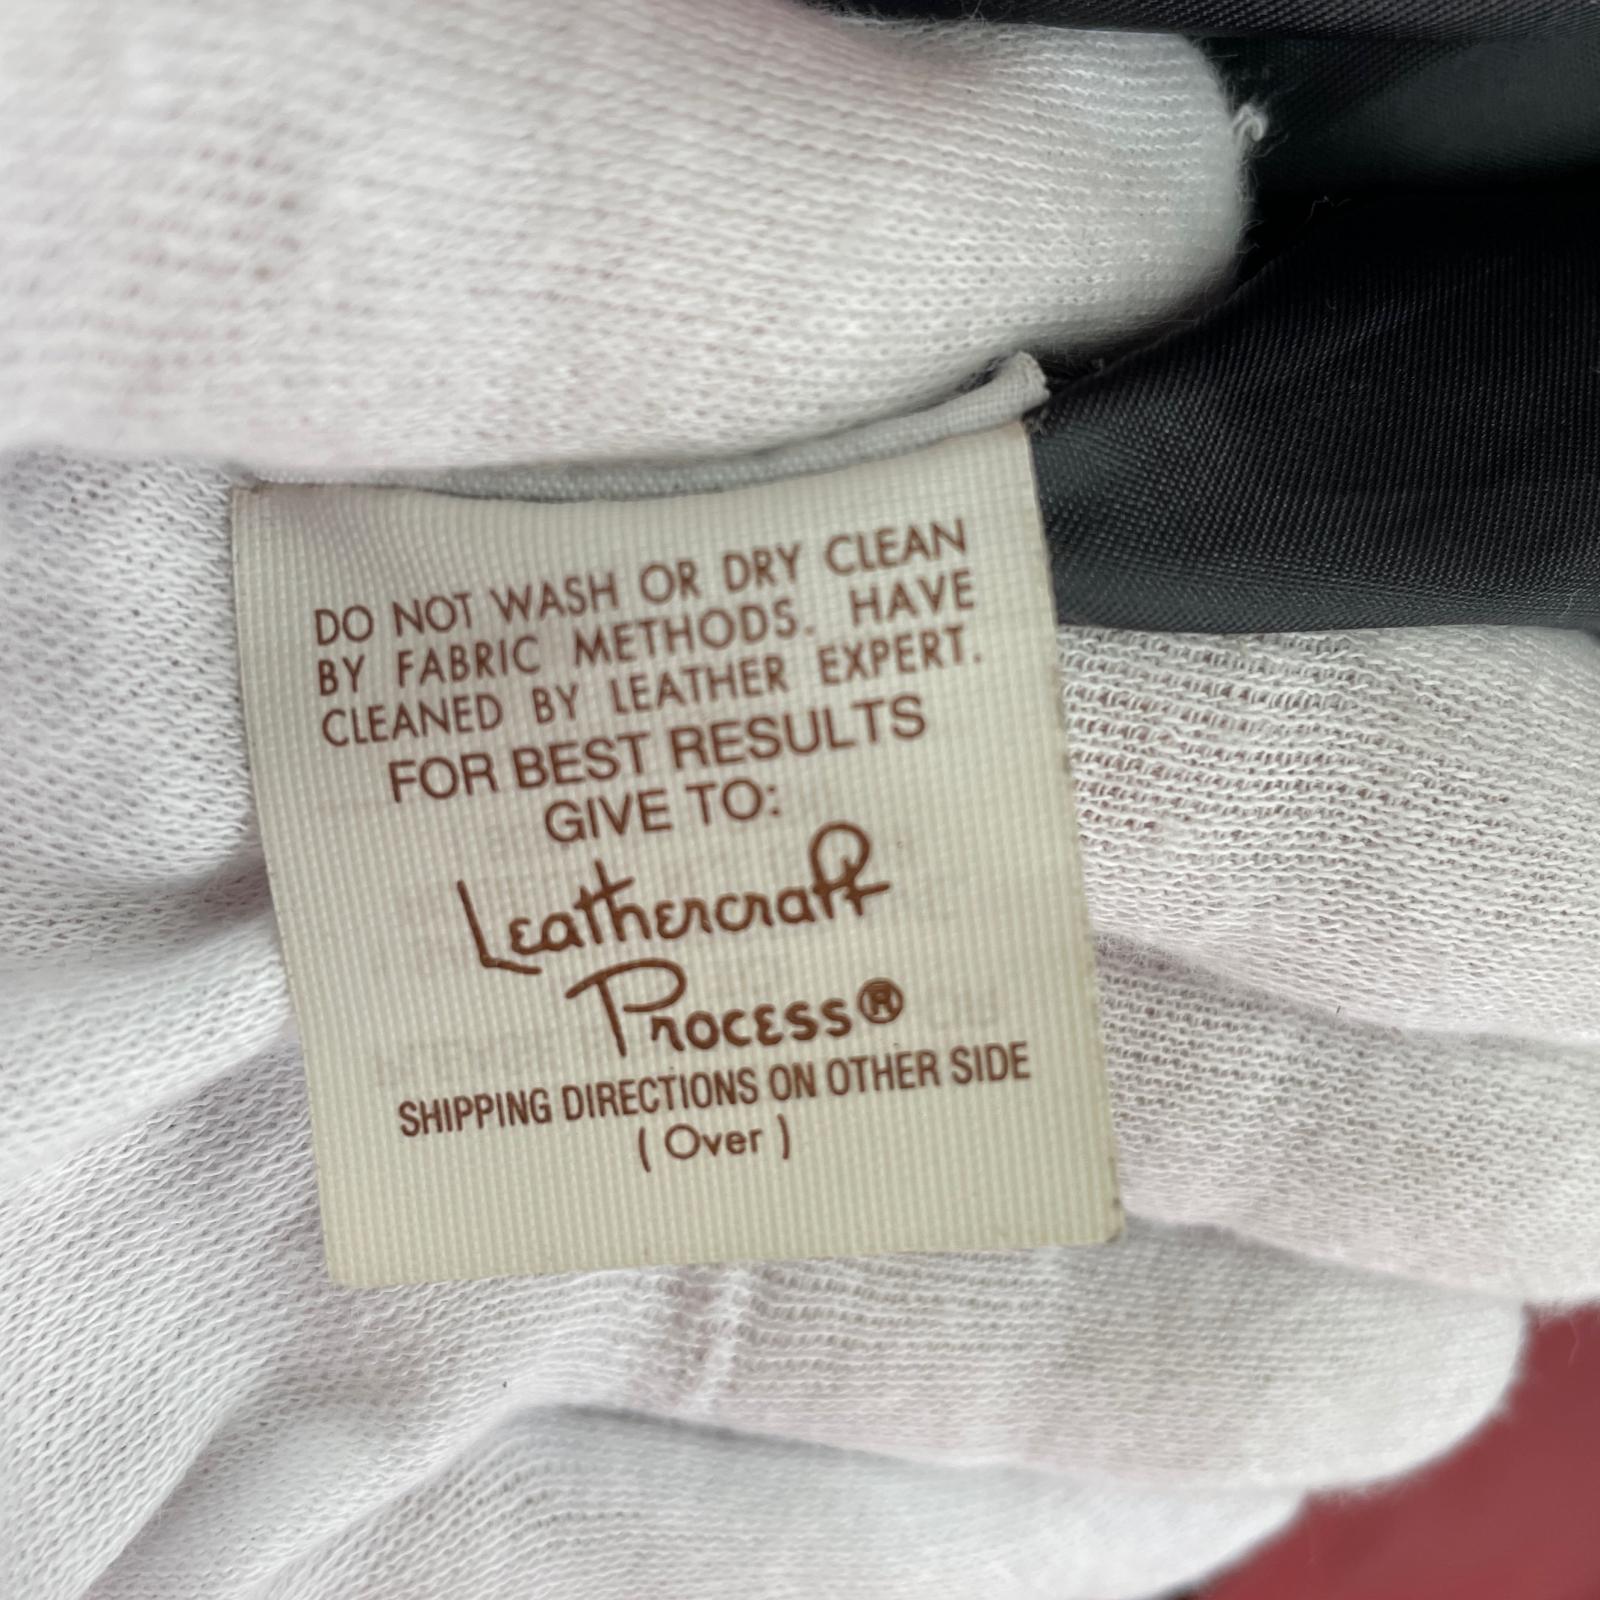 DO NOT WASH OR DRY CLEAN
BY FABRIC METHODS. HAVE
CLEANED BY LEATHER EXPERT.
FOR BEST RESULTS
GIVE TO:
Leathercraft
Process®
SHIPPING DIRECTIONS ON OTHER SIDE
( Over )